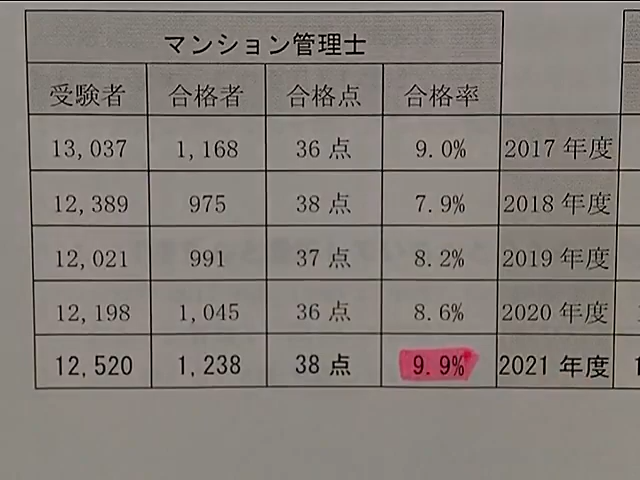 マンション管理士
受験者 合格者 合格点 合格率
13,037 1,168 36点 9.0% 2017年度
12,389 975 38点 7.9% 2018年度
12,021 991 37点 8.2% 2019年度
12,198 1,045 36点 8.6% 2020年度
12,520 1,238 38点 9.9% 2021年度